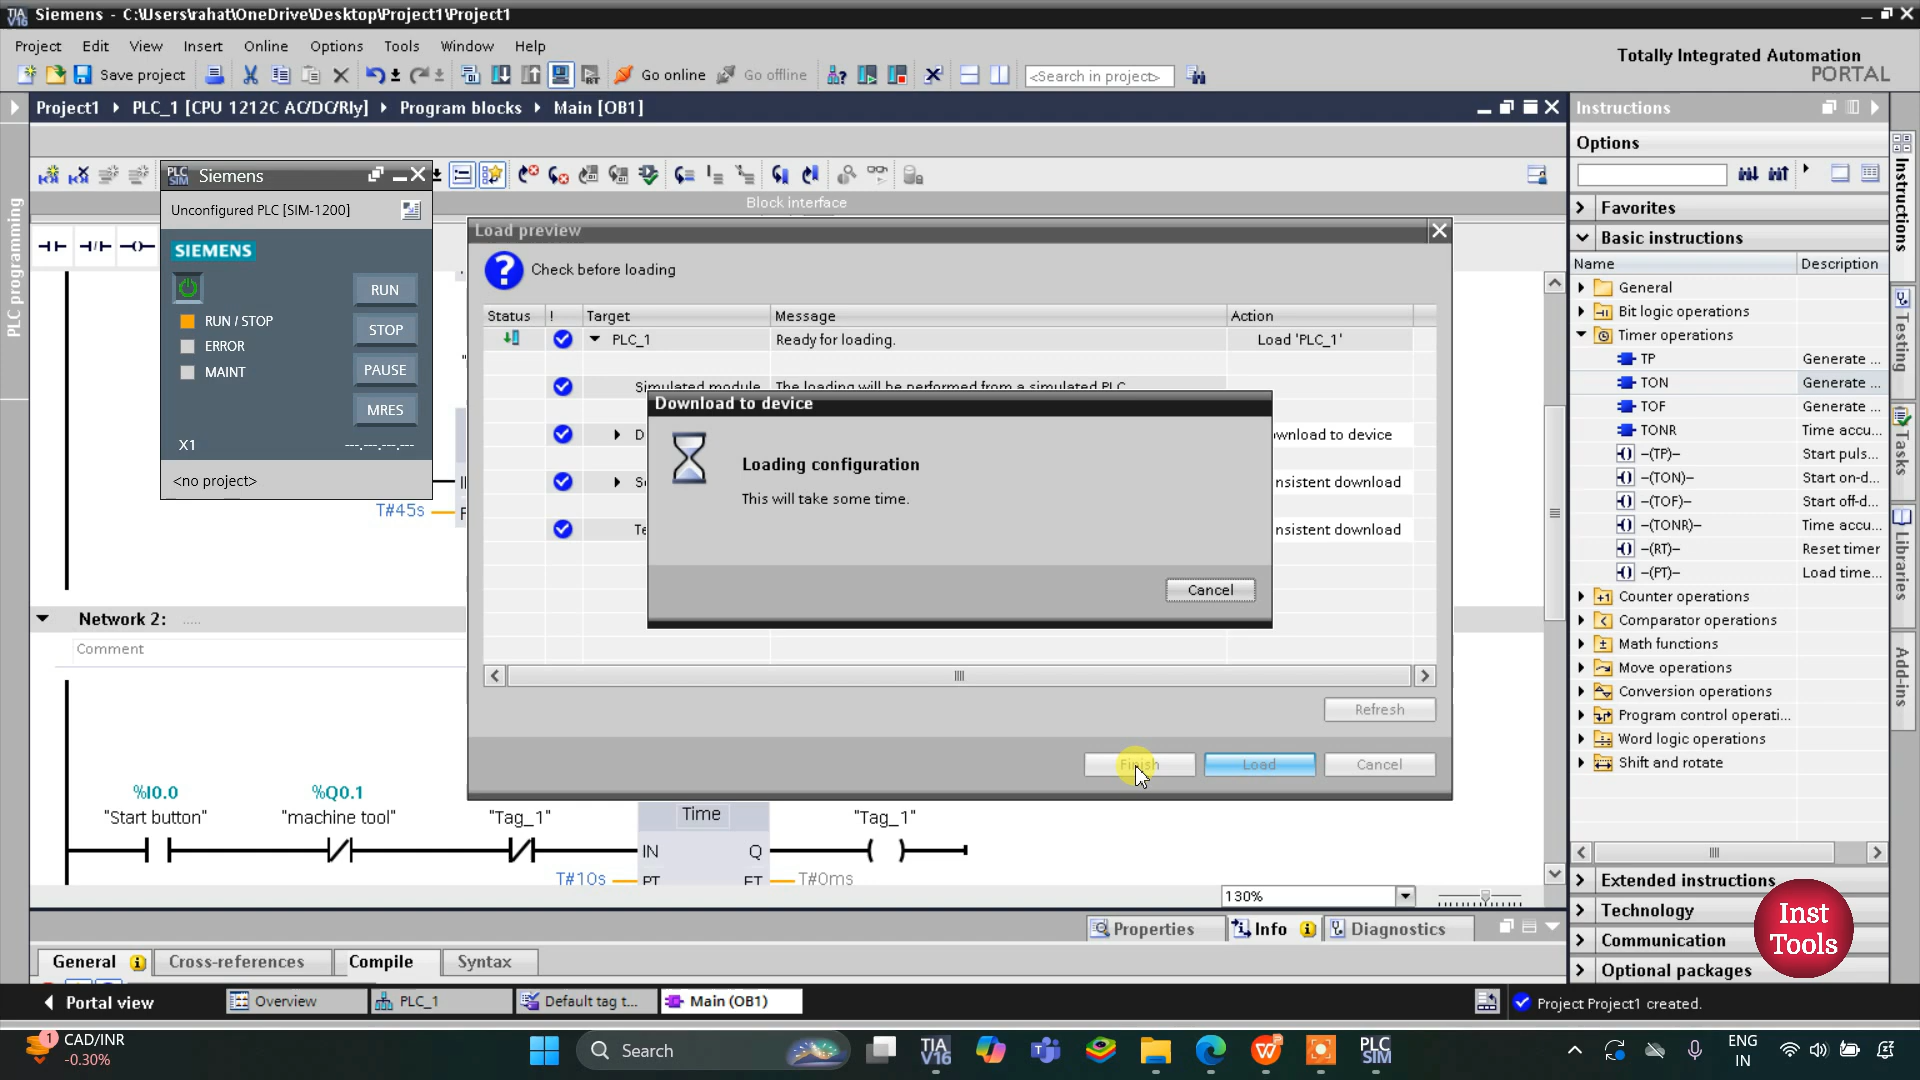 Siemens - C:\Users\rahat\OneDrive\Desktop\Project1\Project1
Project Edit View Insert Online Options Tools Window Help
Totally Integrated Automation
PORTAL
Save project
Go online
Go offline
<Search in project>
Project1 PLC_1 [CPU 1212C AC/DC/Rly] Program blocks Main [OB1]
Instructions
Options
PLC SIM Siemens
Block interface
Unconfigured PLC [SIM-1200]
SIEMENS
RUN
RUN / STOP
STOP
ERROR
MAINT
PAUSE
MRES
X1
---.---.---.---
<no project>
PLC programming
Load preview
Check before loading
Status ! Target Message Action
PLC_1 Ready for loading. Load 'PLC_1'
Simulated module The loading will be performed from a simulated PLC
D wnload to device
S nsistent download
Te nsistent download
Download to device
Loading configuration
This will take some time.
Cancel
Refresh
Finish Load Cancel
T#45s
Network 2: .....
Comment
%I0.0 %Q0.1
"Start button" "machine tool" "Tag_1" Time "Tag_1"
IN Q
T#10s PT ET T#0ms
130%
Favorites
Basic instructions
Name Description
General
Bit logic operations
Timer operations
TP Generate ...
TON Generate ...
TOF Generate ...
TONR Time accu...
-(TP)- Start puls...
-(TON)- Start on-d...
-(TOF)- Start off-d...
-(TONR)- Time accu...
-(RT)- Reset timer
-(PT)- Load time...
Counter operations
Comparator operations
Math functions
Move operations
Conversion operations
Program control operati...
Word logic operations
Shift and rotate
Extended instructions
Technology
Communication
Optional packages
Instructions
Testing
Tasks
Libraries
Add-ins
Inst
Tools
Properties Info Diagnostics
General Cross-references Compile Syntax
Portal view Overview PLC_1 Default tag t... Main (OB1) Project Project1 created.
1
CAD/INR
-0.30%
Search
TIA
V16
PLC
SIM
ENG
IN